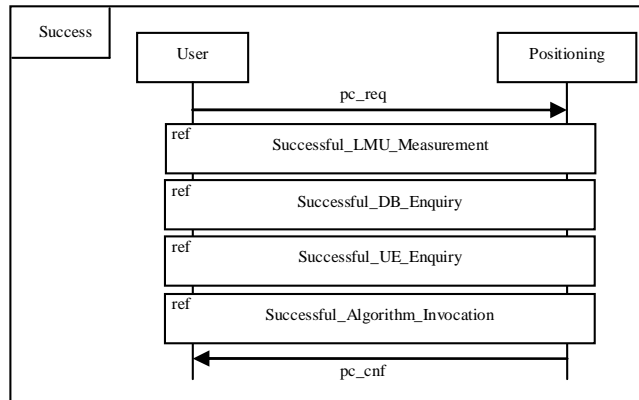 Success
User
Positioning
pc_req
ref
Successful_LMU_Measurement
ref
Successful_DB_Enquiry
ref
Successful_UE_Enquiry
ref
Successful_Algorithm_Invocation
pc_cnf